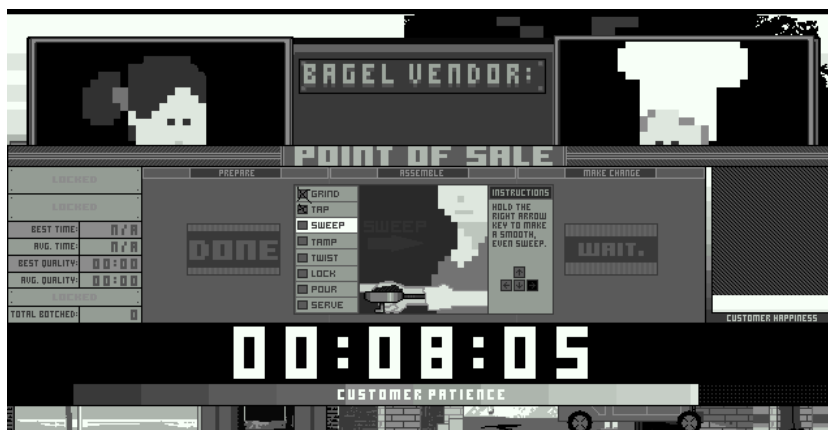 BAGEL VENDOR:
POINT OF SALE
PREPARE
ASSEMBLE
MAKE CHANGE
LOCKED
LOCKED
BEST TIME: N/A
AVG. TIME: N/A
BEST QUALITY: 00:00
AVG. QUALITY: 00:00
LOCKED
TOTAL BOTCHED: 0
DONE
GRIND
TAP
SWEEP
TAMP
TWIST
LOCK
POUR
SERVE
SWEEP
INSTRUCTIONS
HOLD THE
RIGHT ARROW
KEY TO MAKE
A SMOOTH,
EVEN SWEEP.
WAIT.
CUSTOMER HAPPINESS
00:08:05
CUSTOMER PATIENCE